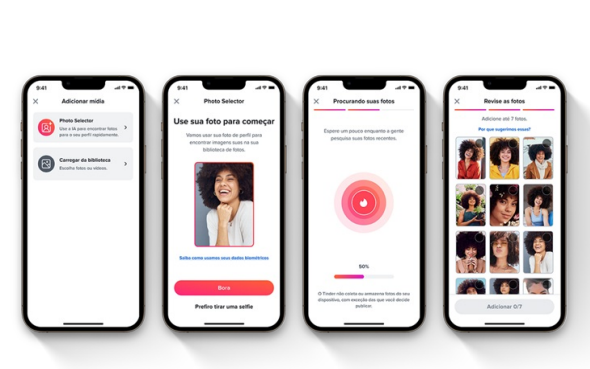 9:41
Adicionar mídia
Photo Selector
Use a IA para encontrar fotos
para o seu perfil rapidamente.
Carregar da biblioteca
Escolha fotos ou vídeos.
9:41
Photo Selector
Use sua foto para começar
Vamos usar sua foto de perfil para
encontrar imagens suas na sua
biblioteca de fotos.
Saiba como usamos seus dados biométricos
Bora
Prefiro tirar uma selfie
9:41
Procurando suas fotos
Espere um pouco enquanto a gente
pesquisa suas fotos recentes.
50%
O Tinder não coleta ou armazena fotos do seu
dispositivo, com exceção das que você decide
publicar.
9:41
Revise as fotos
Adicione até 7 fotos.
Por que sugerimos essas?
Adicionar 0/7